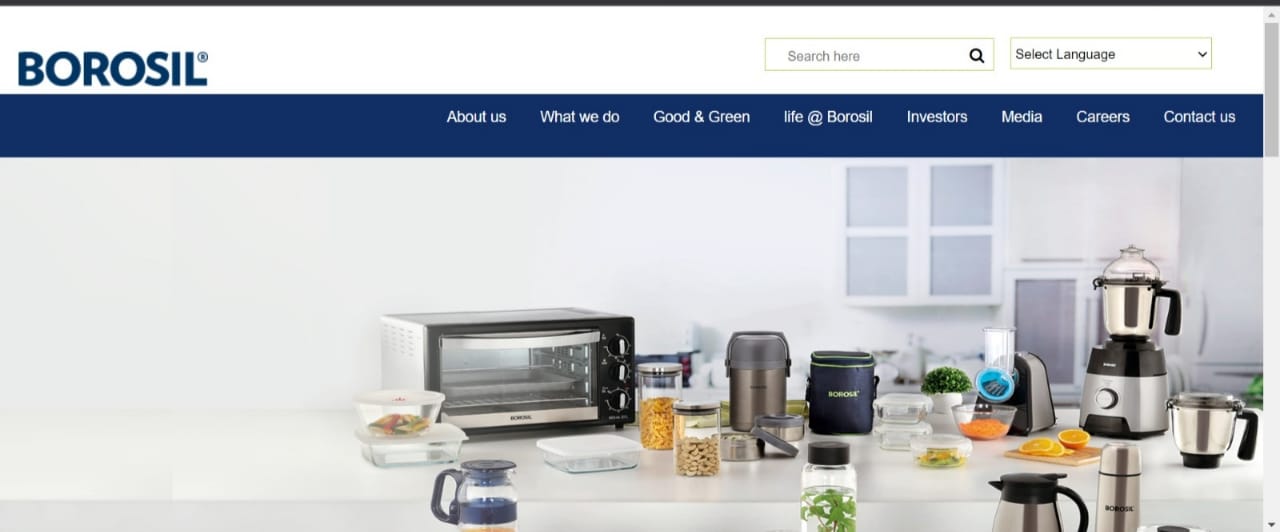 BOROSIL®
Search here
Select Language
About us What we do Good & Green life @ Borosil Investors Media Careers Contact us
BOROSIL
BOROSIL
BOROSIL